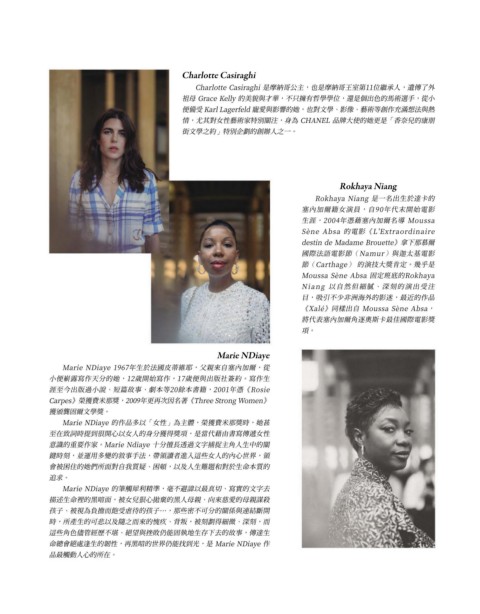 Charlotte Casiraghi
Charlotte Casiraghi 是摩納哥公主，也是摩納哥王室第11位繼承人，遺傳了外
祖母 Grace Kelly 的美貌與才華，不只擁有哲學學位，還是個出色的馬術選手，從小
便備受 Karl Lagerfeld 寵愛與影響的她，也對文學、影像、藝術等創作充滿想法與熱
情，尤其對女性藝術家特別關注，身為 CHANEL 品牌大使的她更是「香奈兒的康朋
街文學之約」特別企劃的創辦人之一。
Rokhaya Niang
Rokhaya Niang 是一名出生於達卡的
塞內加爾籍女演員，自90年代末開始電影
生涯，2004年憑藉塞內加爾名導 Moussa
Sène Absa 的電影《L'Extraordinaire
destin de Madame Brouette》拿下那慕爾
國際法語電影節（Namur）與迦太基電影
節（Carthage）的演技大獎肯定。幾乎是
Moussa Sène Absa 固定班底的Rokhaya
Niang 以自然但細膩、深刻的演出受注
目，吸引不少非洲海外的影迷。最近的作品
《Xalé》同樣出自 Moussa Sène Absa，
將代表塞內加爾角逐奧斯卡最佳國際電影獎
項。
Marie NDiaye
Marie NDiaye 1967年生於法國皮蒂維耶，父親來自塞內加爾，從
小便嶄露寫作天分的她，12歲開始寫作，17歲便與出版社簽約，寫作生
涯至今出版過小說、短篇故事、劇本等20餘本書籍，2001年憑《Rosie
Carpes》榮獲費米娜獎，2009年更再次因名著《Three Strong Women》
獲頒龔固爾文學獎。
Marie NDiaye 的作品多以「女性」為主體，榮獲費米娜獎時，她甚
至在致詞時提到很開心以女人的身分獲得獎項，是當代藉由書寫傳遞女性
意識的重要作家。Marie Ndiaye 十分擅長透過文字捕捉主角人生中的關
鍵時刻，並運用多變的敘事手法，帶領讀者進入這些女人的內心世界，領
會被困住的她們所面對自我質疑、困頓，以及人生難題和對於生命本質的
追求。
Marie NDiaye 的筆觸犀利精準，毫不避諱以最真切、寫實的文字去
描述生命裡的黑暗面，被女兒狠心拋棄的黑人母親、向來慈愛的母親謀殺
孩子、被視為負擔而飽受虐待的孩子…，那些密不可分的關係與連結斷開
時，所產生的可悲以及隨之而來的愧疚、背叛，被刻劃得細微、深刻，而
這些角色儘管經歷不堪、絕望與挫敗仍能固執地生存下去的故事，傳達生
命總會絕處逢生的韌性，再黑暗的世界仍能找到光，是 Marie NDiaye 作
品最觸動人心的所在。